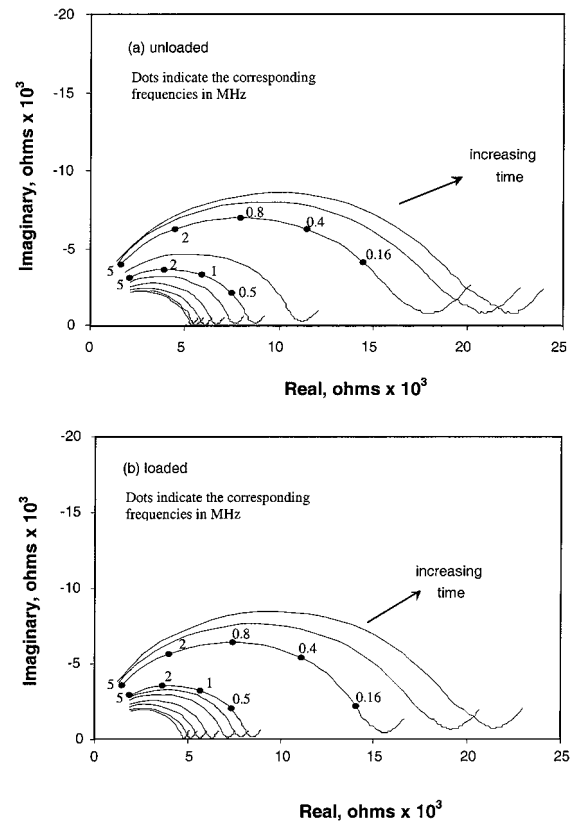 -20
(a) unloaded
Dots indicate the corresponding
frequencies in MHz
-15
increasing
time
-10
0.8
0.4
2
0.16
-5
5
2
1
5
0.5
0
0
5
10
15
20
25
Imaginary, ohms x 10³
Real, ohms x 10³
-20
(b) loaded
Dots indicate the corresponding
frequencies in MHz
-15
increasing
time
-10
0.8
2
0.4
-5
5
2
1
0.16
5
0.5
0
0
5
10
15
20
25
Imaginary, ohms x 10³
Real, ohms x 10³